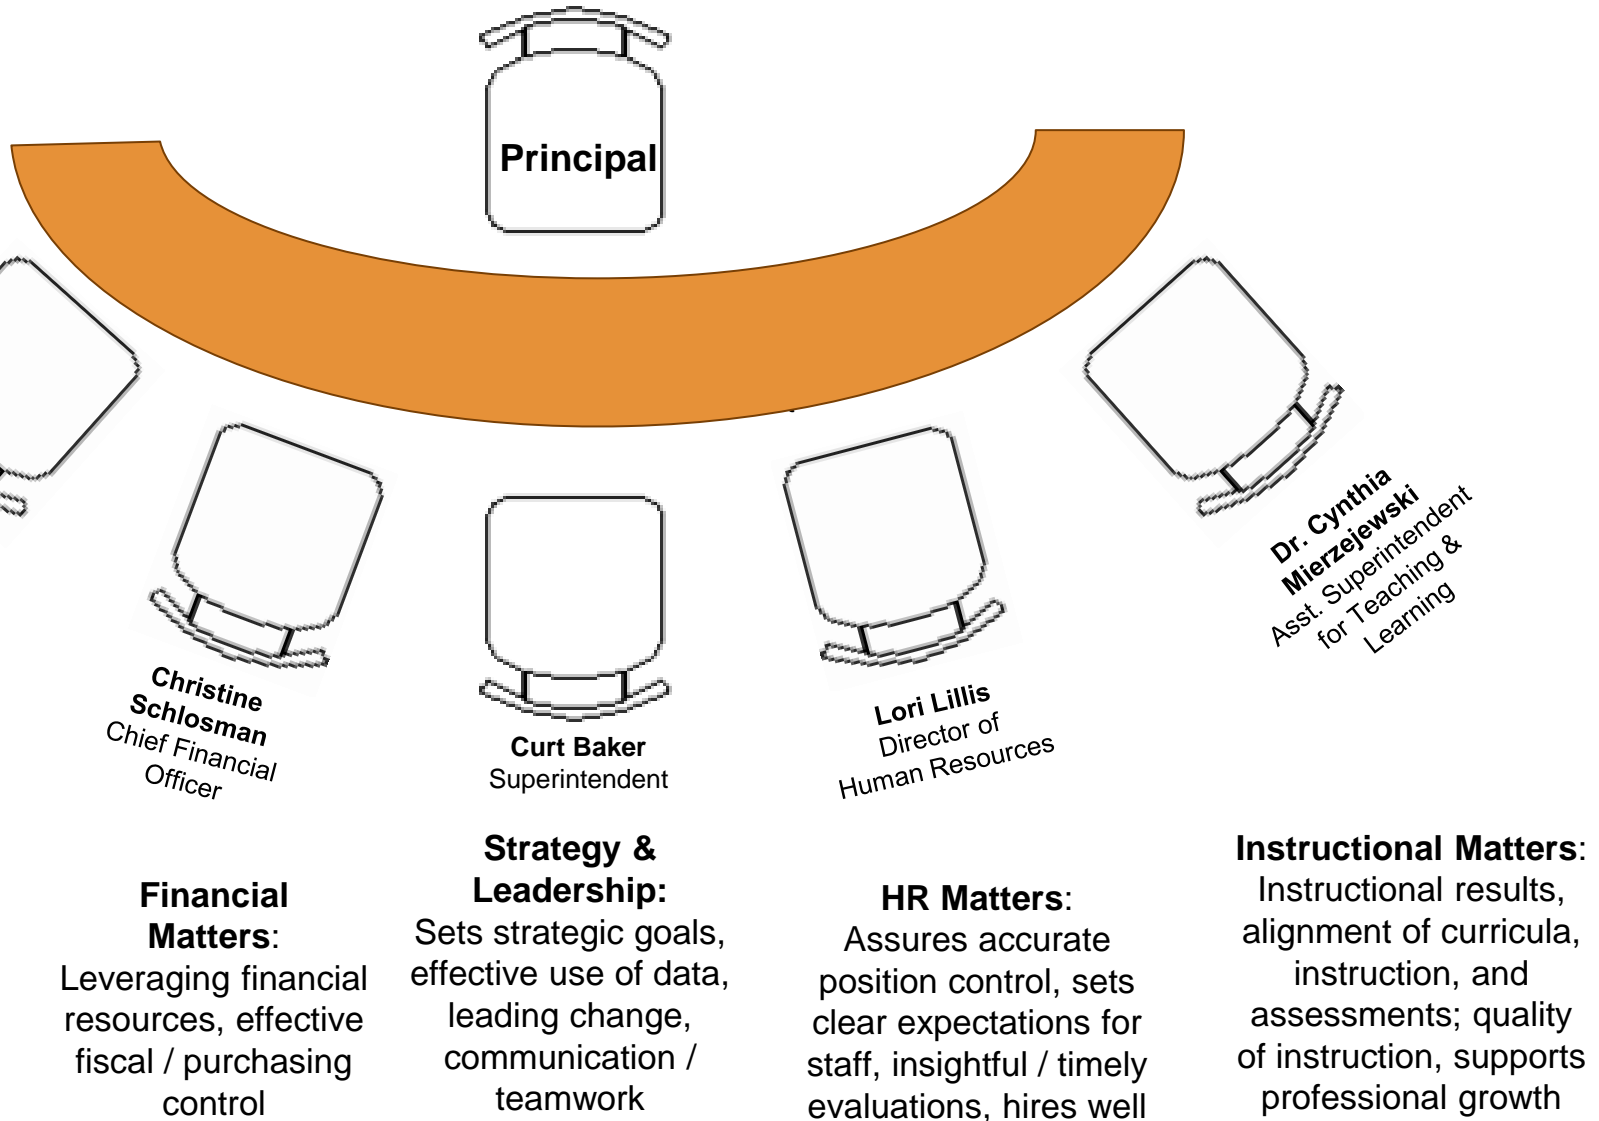 Principal
Christine
Schlosman
Chief Financial
Officer
Curt Baker
Superintendent
Lori Lillis
Director of
Human Resources
Dr. Cynthia
Mierzejewski
Asst. Superintendent
for Teaching &
Learning
Financial
Matters:
Leveraging financial
resources, effective
fiscal / purchasing
control
Strategy &
Leadership:
Sets strategic goals,
effective use of data,
leading change,
communication /
teamwork
HR Matters:
Assures accurate
position control, sets
clear expectations for
staff, insightful / timely
evaluations, hires well
Instructional Matters:
Instructional results,
alignment of curricula,
instruction, and
assessments; quality
of instruction, supports
professional growth